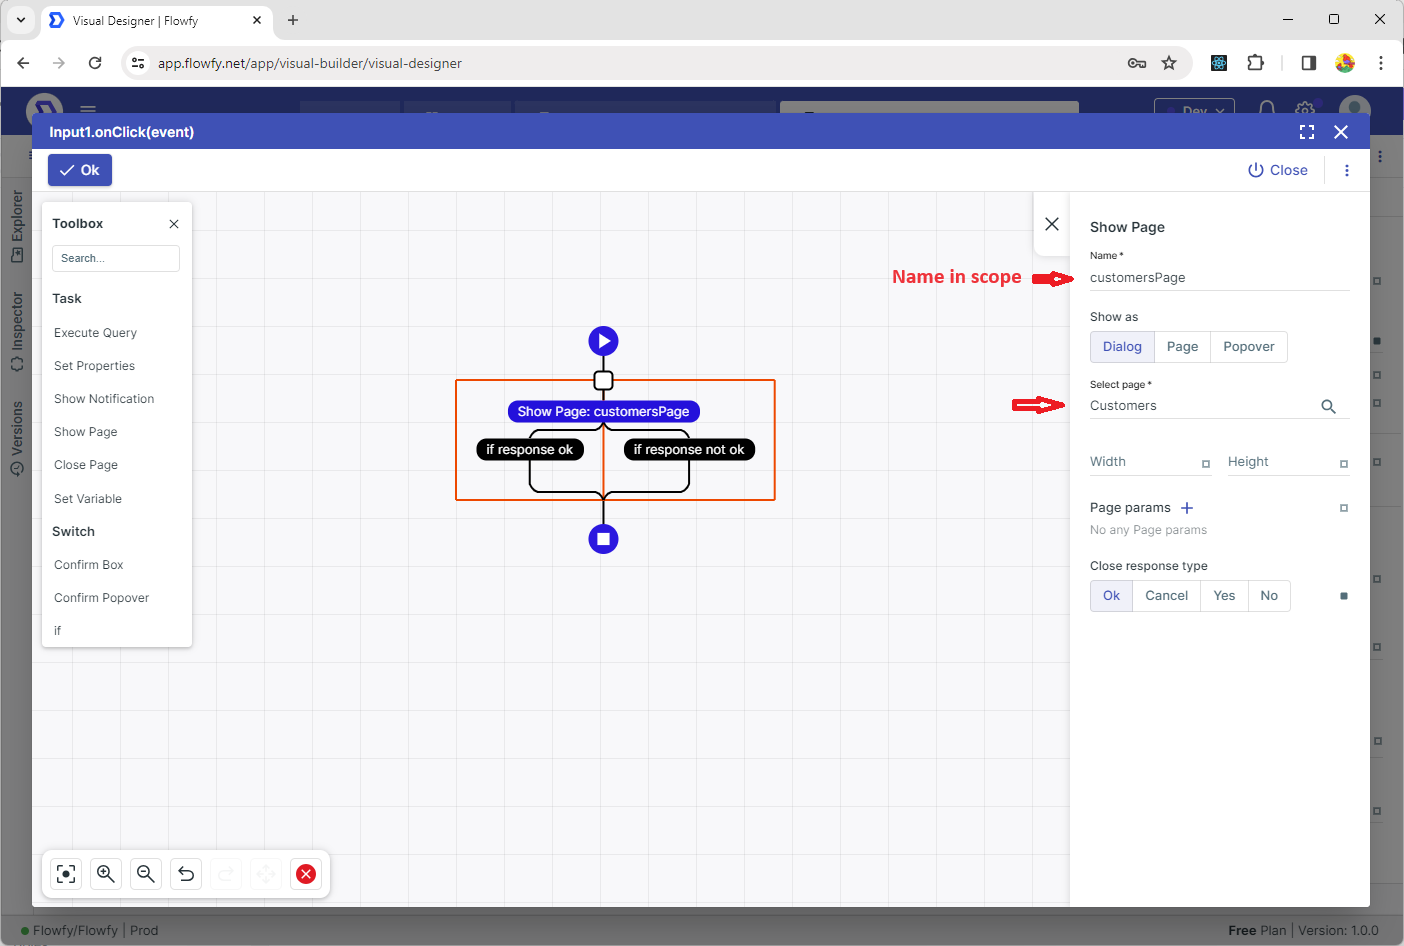 Visual Designer | Flowfy
app.flowfy.net/app/visual-builder/visual-designer
Dev
Input1.onClick(event)
Ok
Close
Explorer
Inspector
Versions
Toolbox
Search...
Task
Execute Query
Set Properties
Show Notification
Show Page
Close Page
Set Variable
Switch
Confirm Box
Confirm Popover
if
Show Page: customersPage
if response ok
if response not ok
Name in scope
Show Page
Name *
customersPage
Show as
Dialog Page Popover
Select page *
Customers
Width Height
Page params
No any Page params
Close response type
Ok Cancel Yes No
Flowfy/Flowfy | Prod
Free Plan | Version: 1.0.0